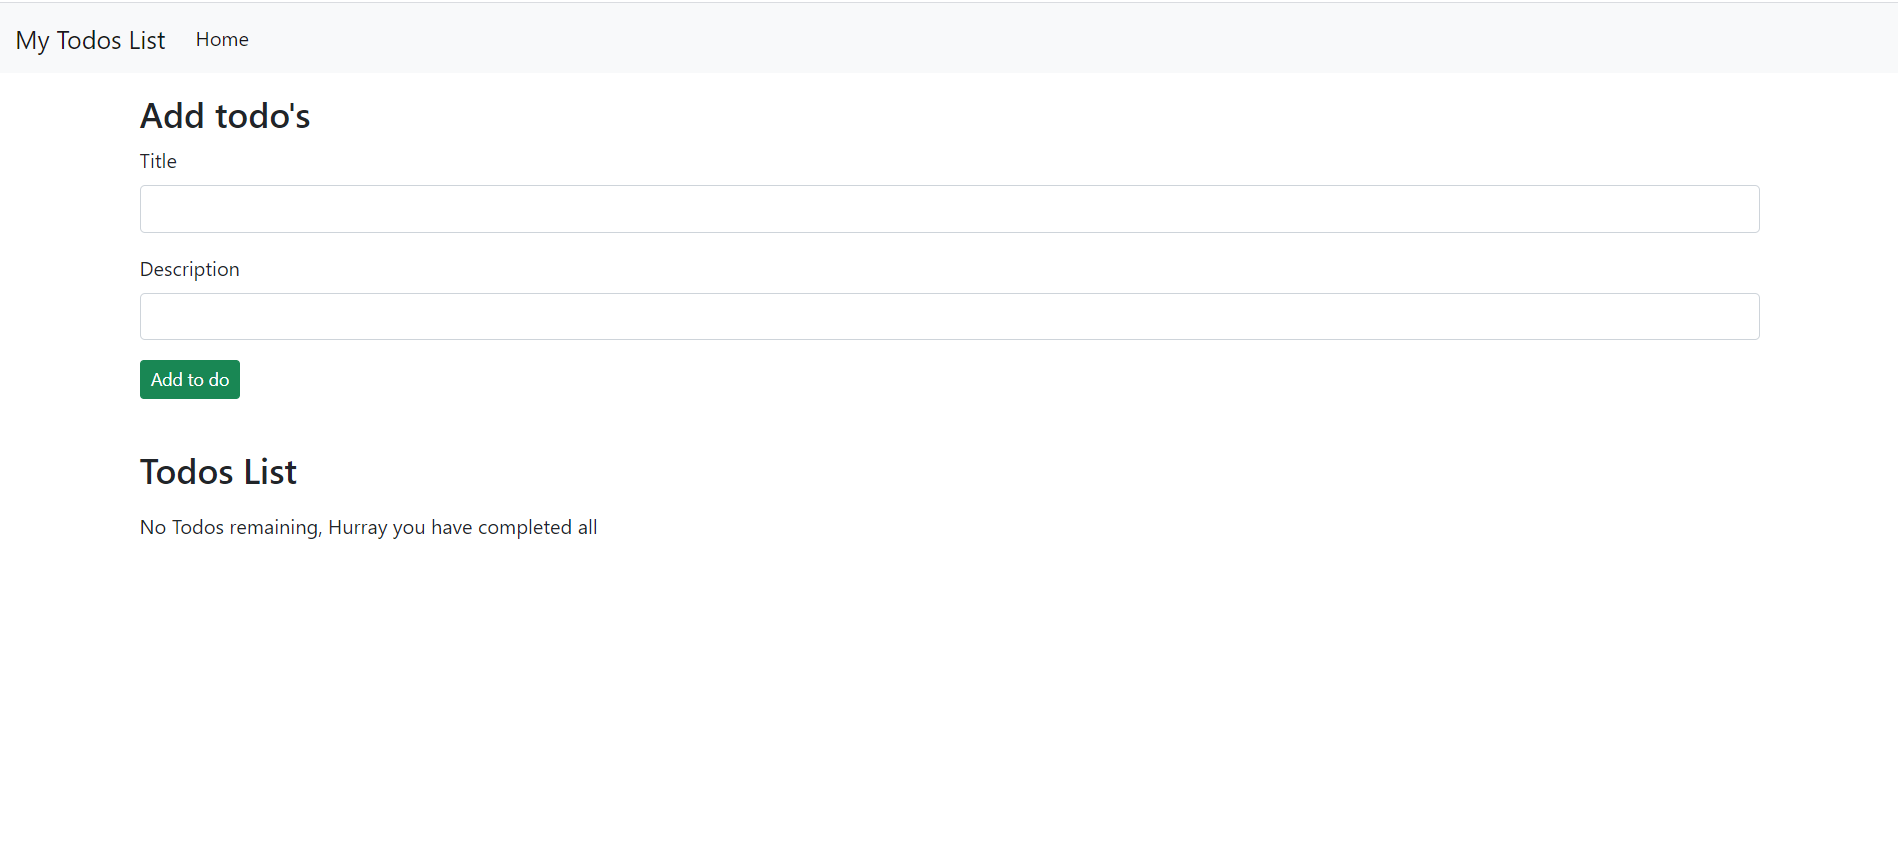 My Todos List Home
Add todo's
Title
Description
Add to do
Todos List
No Todos remaining, Hurray you have completed all